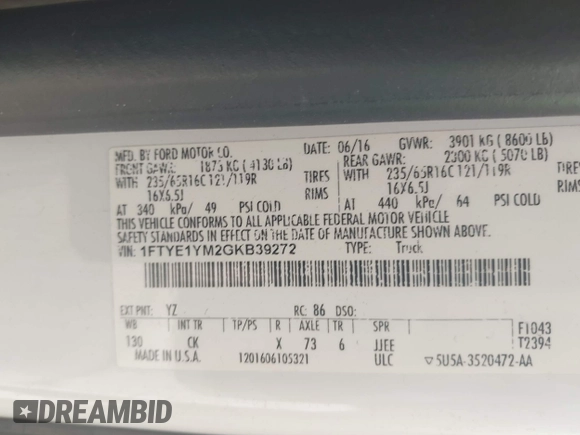 MFD. BY FORD MOTOR CO.
DATE: 06/16 GVWR: 3901 KG ( 8600 LB)
FRONT GAWR: 1873 KG ( 4130 LB) REAR GAWR: 2300 KG ( 5070 LB)
WITH 235/65R16C 121/119R TIRES WITH 235/65R16C 121/119R TIRES
16X6.5J RIMS 16X6.5J RIMS
AT 340 kPa/ 49 PSI COLD AT 440 kPa/ 64 PSI COLD
THIS VEHICLE CONFORMS TO ALL APPLICABLE FEDERAL MOTOR VEHICLE
SAFETY STANDARDS IN EFFECT ON THE DATE OF MANUFACTURE SHOWN ABOVE.
VIN: 1FTYE1YM2GKB39272 TYPE: Truck
EXT PNT: YZ RC: 86 DSO:
WB INT TR TP/PS R AXLE TR SPR F1043
130 CK X 73 6 JJEE T2394
MADE IN U.S.A. 1201606105321 ULC ▽5U5A-3520472-AA
DREAMBID